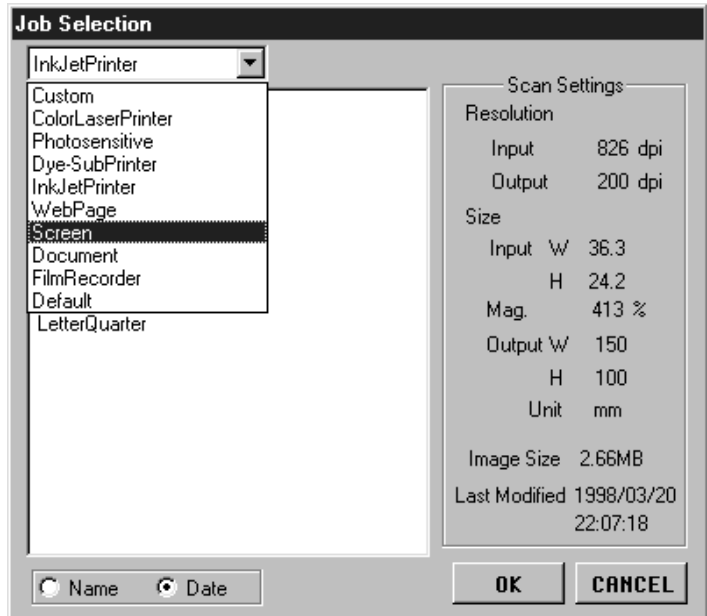 Job Selection
InkJetPrinter
Custom
ColorLaserPrinter
Photosensitive
Dye-SubPrinter
InkJetPrinter
WebPage
Screen
Document
FilmRecorder
Default
LetterQuarter
Name Date
Scan Settings
Resolution
Input 826 dpi
Output 200 dpi
Size
Input W 36.3
H 24.2
Mag. 413 %
Output W 150
H 100
Unit mm
Image Size 2.66MB
Last Modified 1998/03/20
22:07:18
OK CANCEL